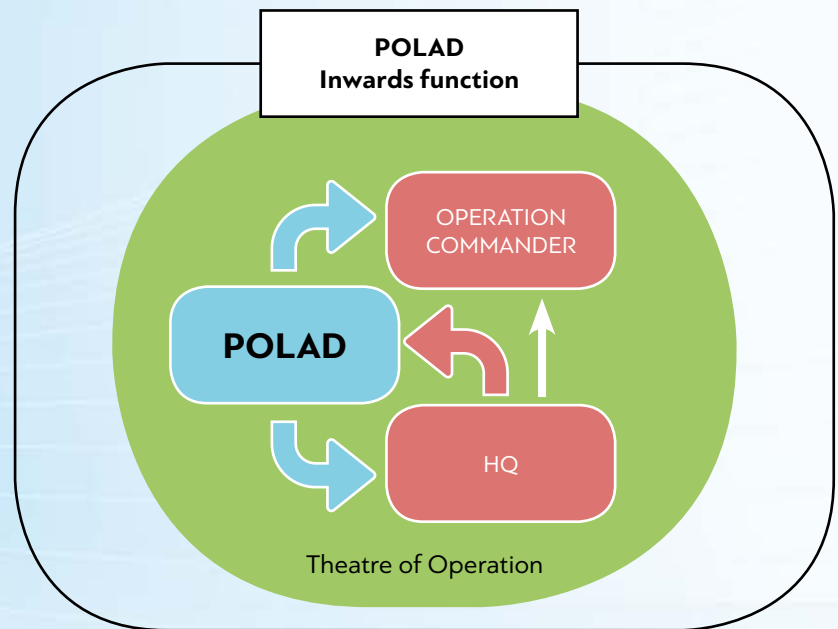 POLAD
Inwards function
OPERATION
COMMANDER
POLAD
HQ
Theatre of Operation